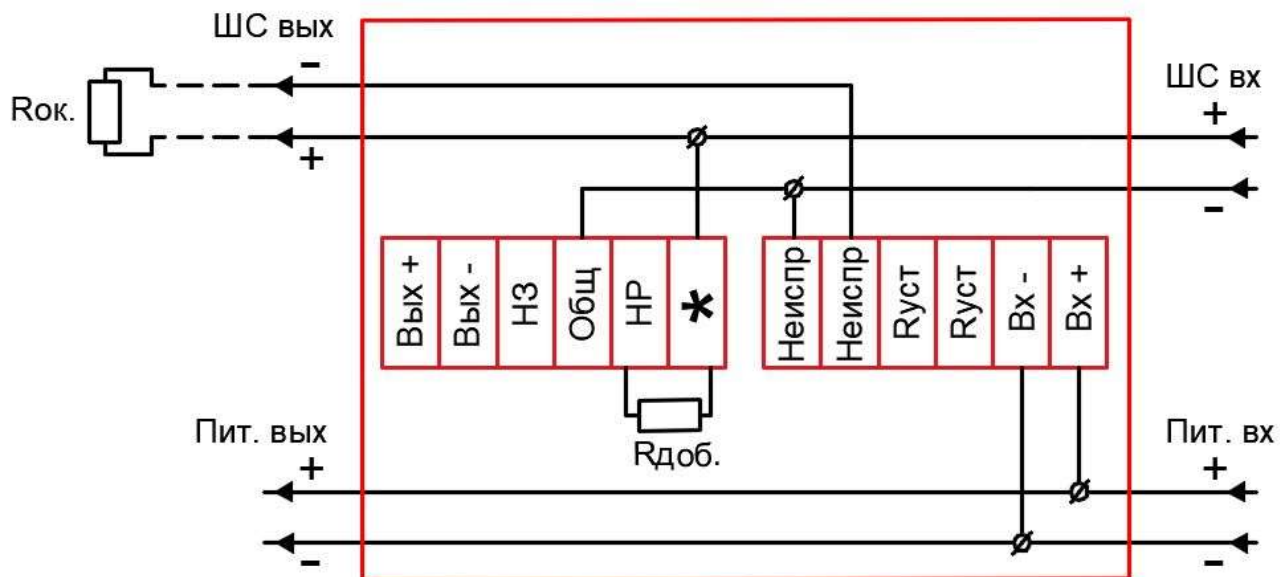 ШС вых
-
Rок.
+
ШС вх
+
-
Вых +
Вых -
НЗ
Общ
НР
*
Неиспр
Неиспр
Rуст
Rуст
Вх -
Вх +
Rдоб.
Пит. вых
+
-
Пит. вх
+
-